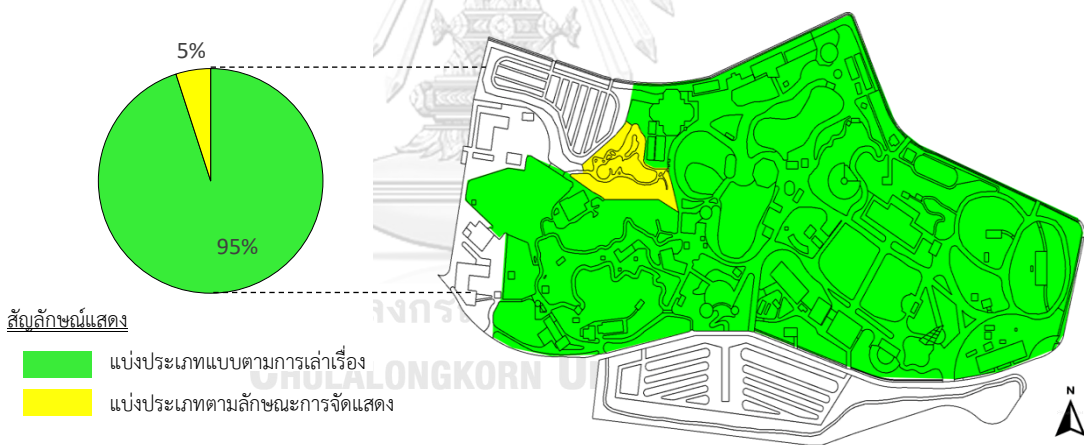 5%
95%
สัญลักษณ์แสดง
แบ่งประเภทแบบตามการเล่าเรื่อง
แบ่งประเภทตามลักษณะการจัดแสดง
CHULALONGKORN
N